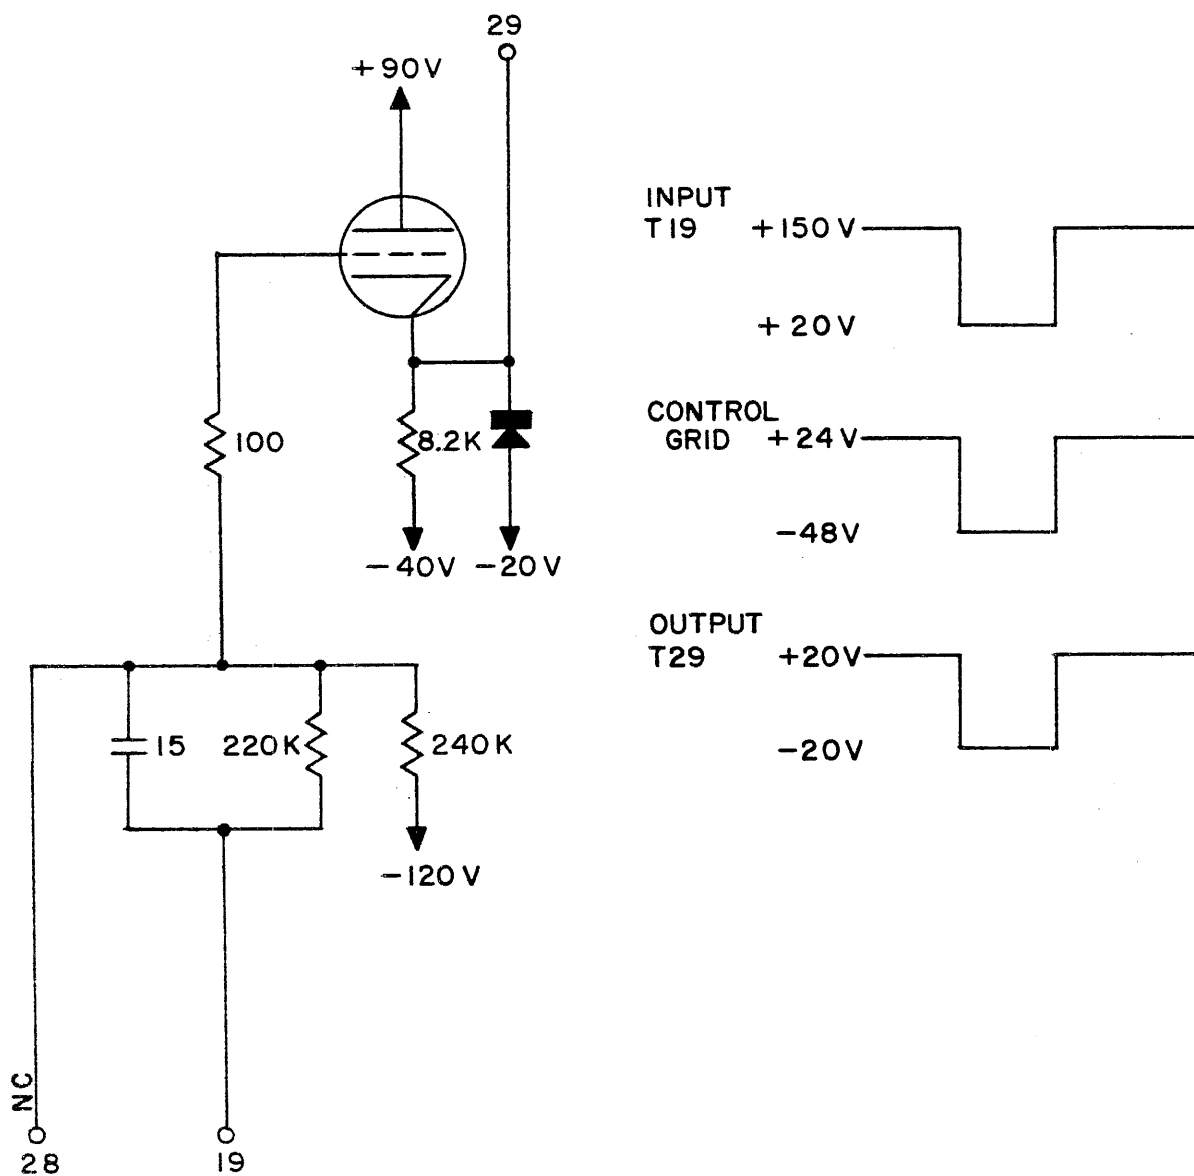 29
+90V
100
8.2K
-40V
-20V
15
220K
240K
-120V
NC
28
19
INPUT
T19 +150V
+20V
CONTROL
GRID +24V
-48V
OUTPUT
T29 +20V
-20V